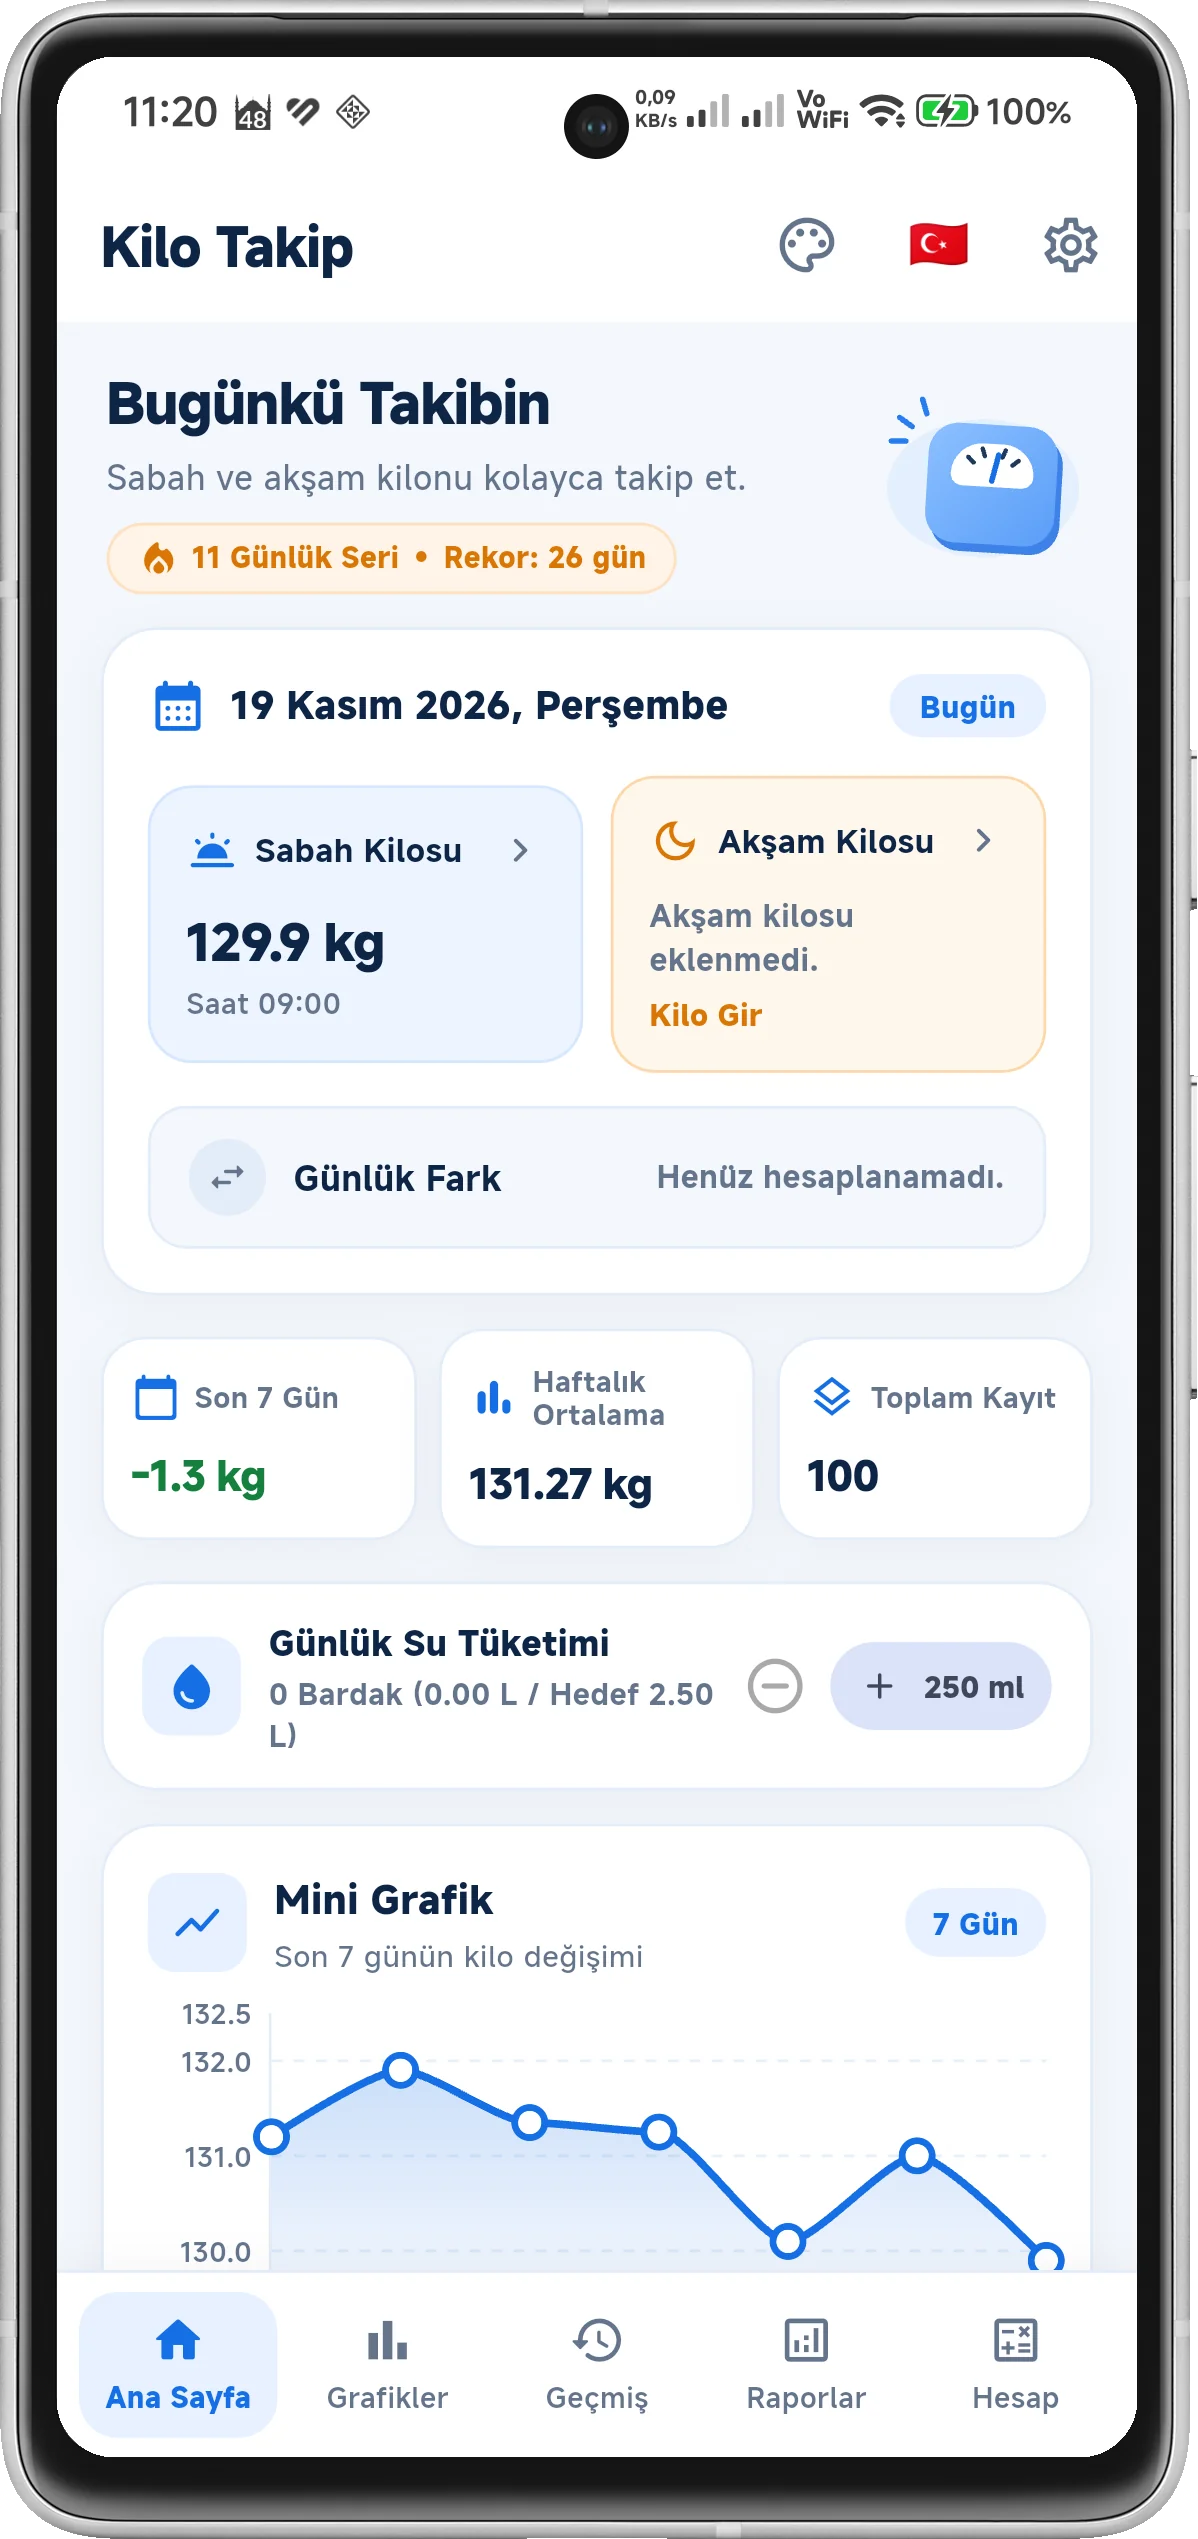 11:20
48
0,09
KB/s
Vo
WiFi
100%
Kilo Takip
Bugünkü Takibin
Sabah ve akşam kilonu kolayca takip et.
11 Günlük Seri • Rekor: 26 gün
19 Kasım 2026, Perşembe
Bugün
Sabah Kilosu
129.9 kg
Saat 09:00
Akşam Kilosu
Akşam kilosu
eklenmedi.
Kilo Gir
Günlük Fark
Henüz hesaplanamadı.
Son 7 Gün
-1.3 kg
Haftalık
Ortalama
131.27 kg
Toplam Kayıt
100
Günlük Su Tüketimi
0 Bardak (0.00 L / Hedef 2.50
L)
+ 250 ml
Mini Grafik
Son 7 günün kilo değişimi
7 Gün
132.5
132.0
131.0
130.0
Ana Sayfa
Grafikler
Geçmiş
Raporlar
Hesap